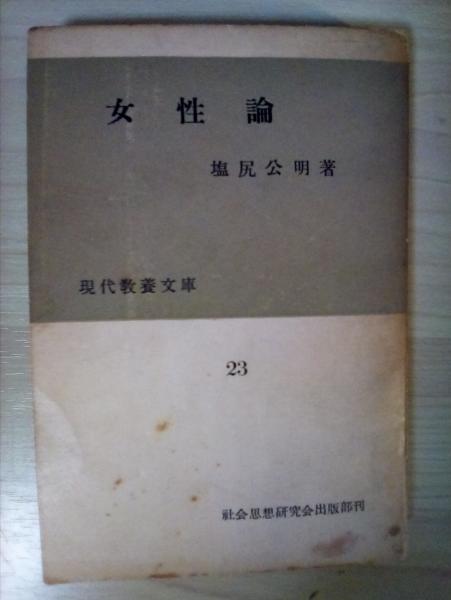 女性論
塩尻公明著
現代教養文庫
23
社会思想研究会出版部刊